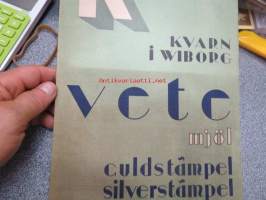 KVARN
I WIBORG
vete
mjöl
Guldstämpel
silverstämpel